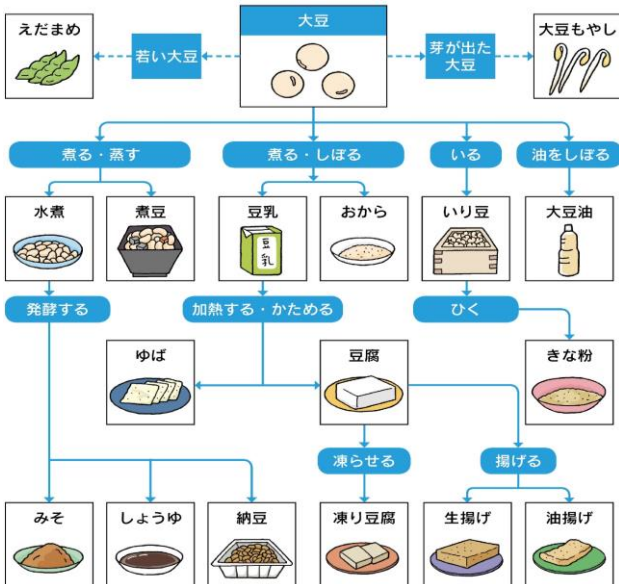 大豆
えだまめ
若い大豆
芽が出た
大豆
大豆もやし
煮る・蒸す
煮る・しぼる
いる
油をしぼる
水煮
煮豆
豆乳
豆
乳
おから
いり豆
大豆油
発酵する
加熱する・かためる
ひく
ゆば
豆腐
きな粉
凍らせる
揚げる
みそ
しょうゆ
納豆
凍り豆腐
生揚げ
油揚げ